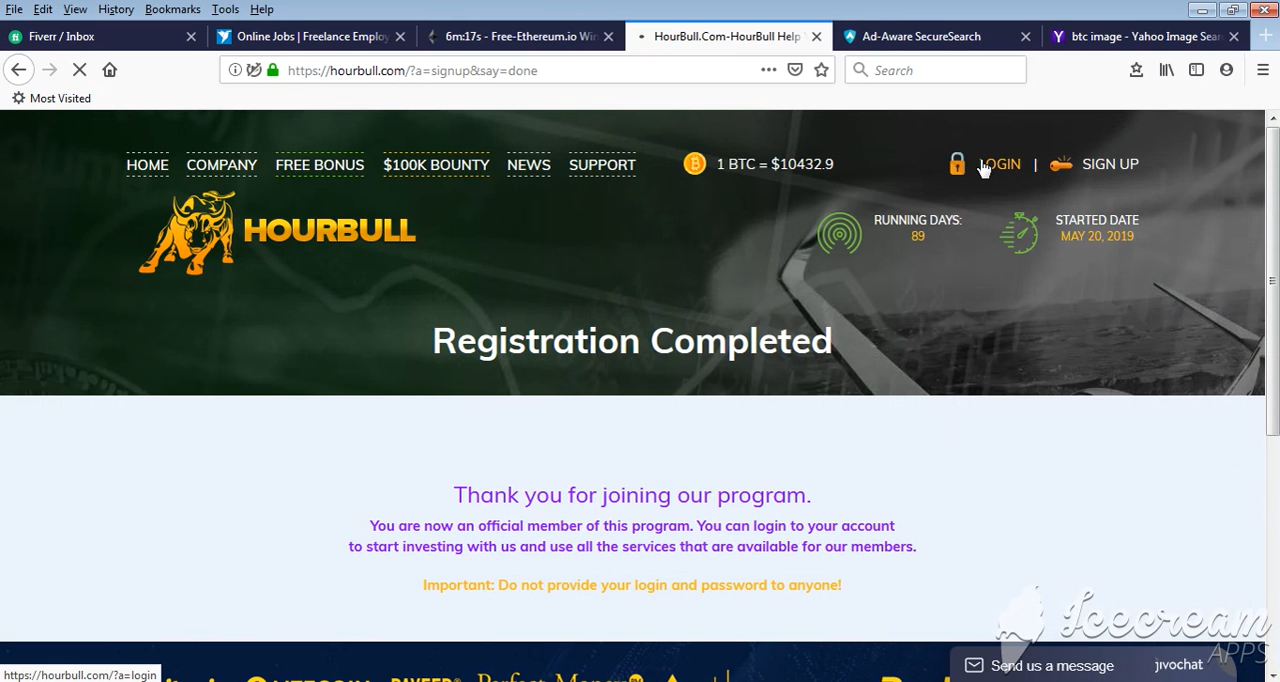 File Edit View History Bookmarks Tools Help
Fiverr / Inbox
Online Jobs | Freelance Employ
6m:17s - Free-Ethereum.io Win
HourBull.Com-HourBull Help
Ad-Aware SecureSearch
btc image - Yahoo Image Sear
https://hourbull.com/?a=signup&say=done
Search
Most Visited
HOME COMPANY FREE BONUS $100K BOUNTY NEWS SUPPORT
1 BTC = $10432.9
LOGIN | SIGN UP
HOURBULL
RUNNING DAYS:
89
STARTED DATE
MAY 20, 2019
Registration Completed
Thank you for joining our program.
You are now an official member of this program. You can login to your account
to start investing with us and use all the services that are available for our members.
Important: Do not provide your login and password to anyone!
Icecream
APPS
Send us a message
jivochat
https://hourbull.com/?a=login